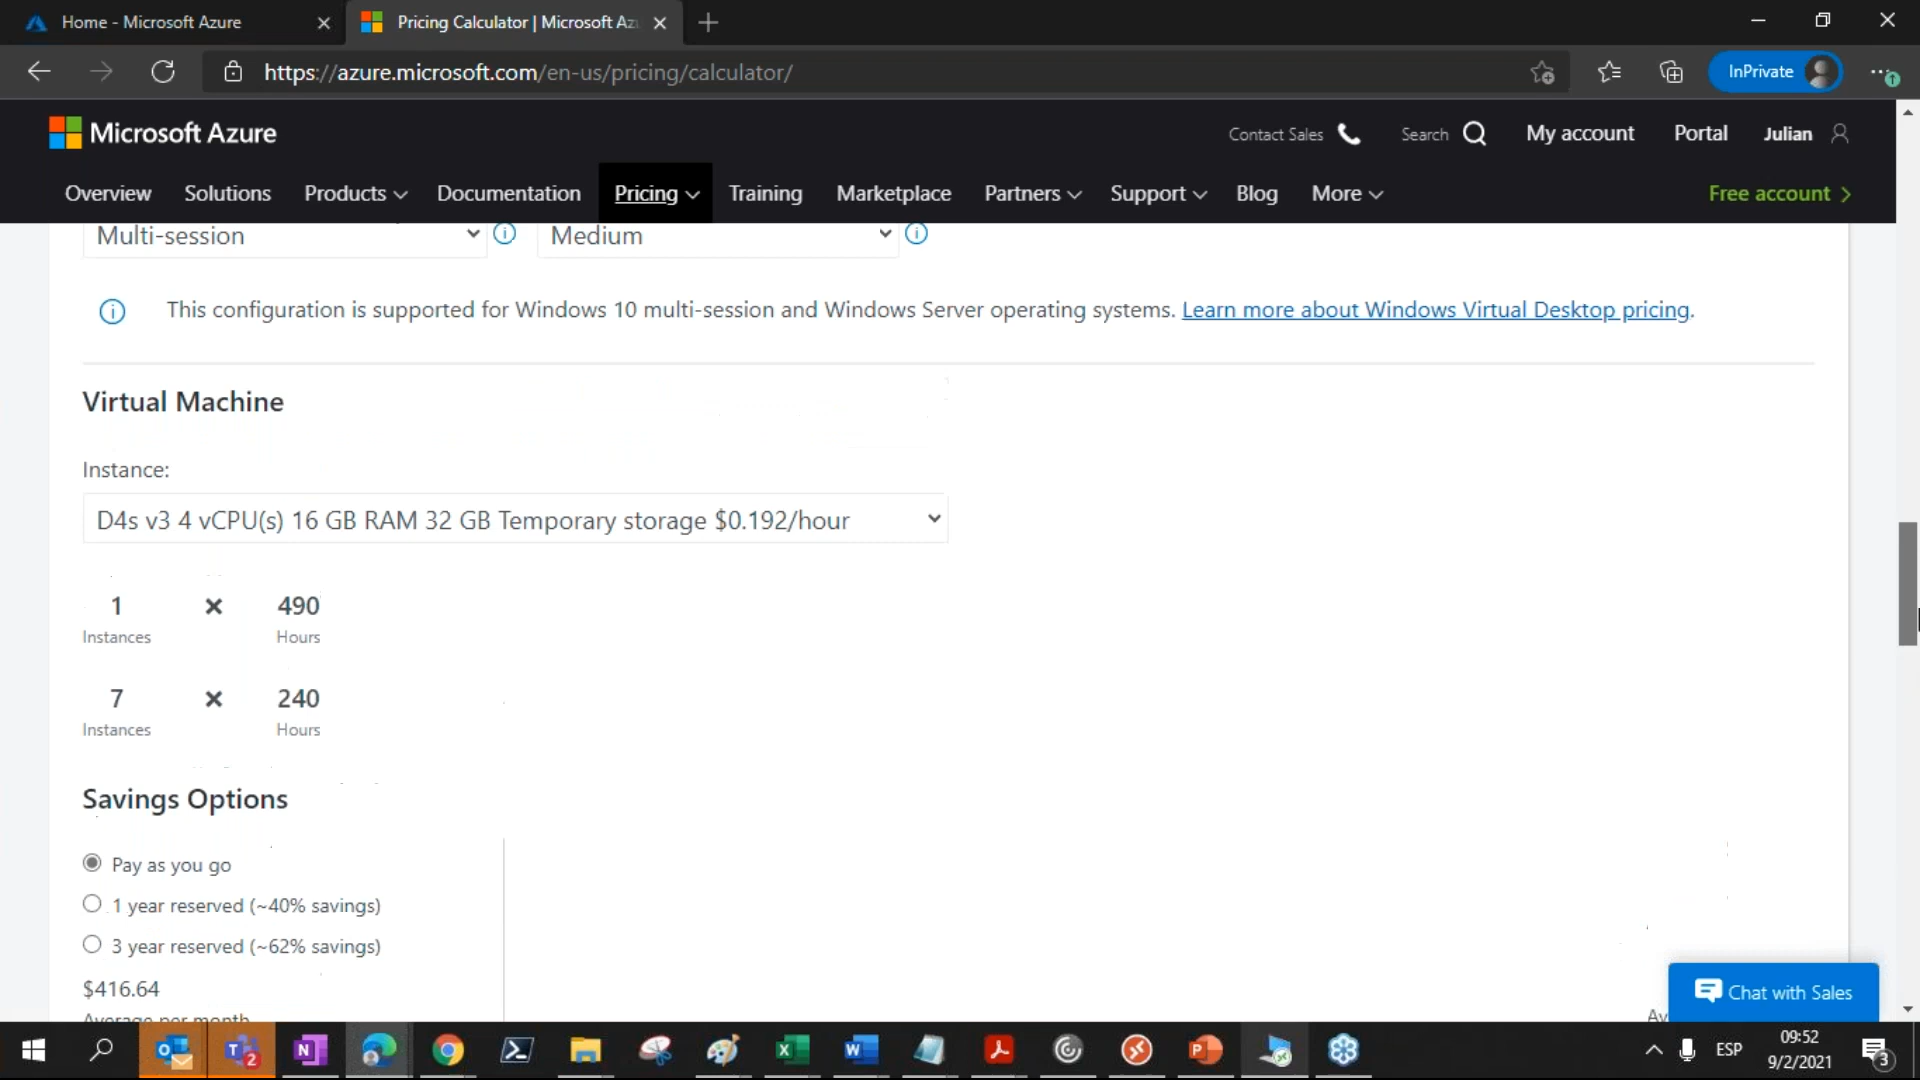 Home - Microsoft Azure
Pricing Calculator | Microsoft Az
https://azure.microsoft.com/en-us/pricing/calculator/
InPrivate
Microsoft Azure
Contact Sales
Search
My account
Portal
Julian
Overview
Solutions
Products
Documentation
Pricing
Training
Marketplace
Partners
Support
Blog
More
Free account
Multi-session
Medium
This configuration is supported for Windows 10 multi-session and Windows Server operating systems. Learn more about Windows Virtual Desktop pricing.
Virtual Machine
Instance:
D4s v3 4 vCPU(s) 16 GB RAM 32 GB Temporary storage $0.192/hour
1 × 490
Instances Hours
7 × 240
Instances Hours
Savings Options
Pay as you go
1 year reserved (~40% savings)
3 year reserved (~62% savings)
$416.64
Average per month
Av
Chat with Sales
ESP
09:52
9/2/2021
3